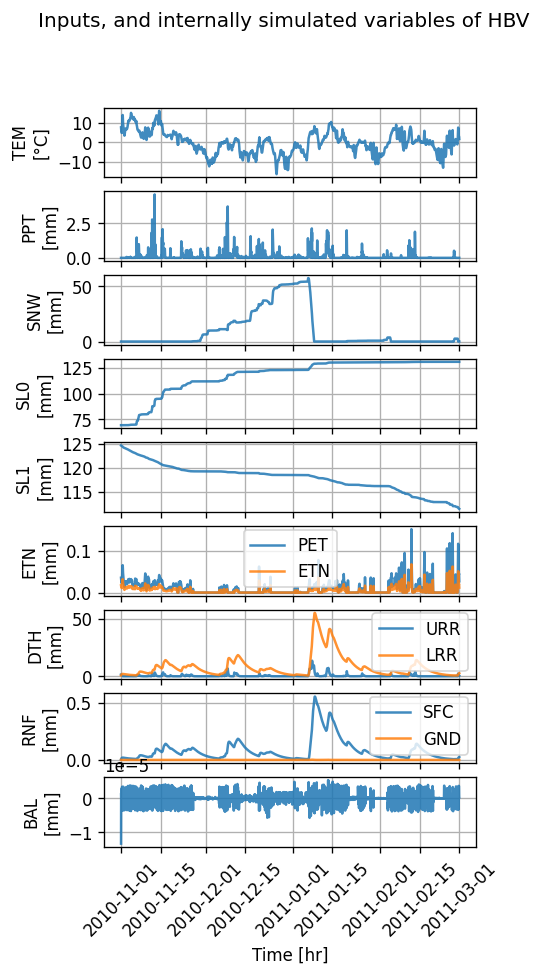 Inputs, and internally simulated variables of HBV
TEM
[°C]
10
0
−10
PPT
[mm]
2.5
0.0
SNW
[mm]
50
0
SL0
[mm]
125
100
75
SL1
[mm]
125
120
115
ETN
[mm]
0.1
0.0
PET
ETN
DTH
[mm]
50
0
URR
LRR
RNF
[mm]
0.5
0.0
SFC
GND
1e−5
BAL
[mm]
0
−1
2010-11-01
2010-11-15
2010-12-01
2010-12-15
2011-01-01
2011-01-15
2011-02-01
2011-02-15
2011-03-01
Time [hr]